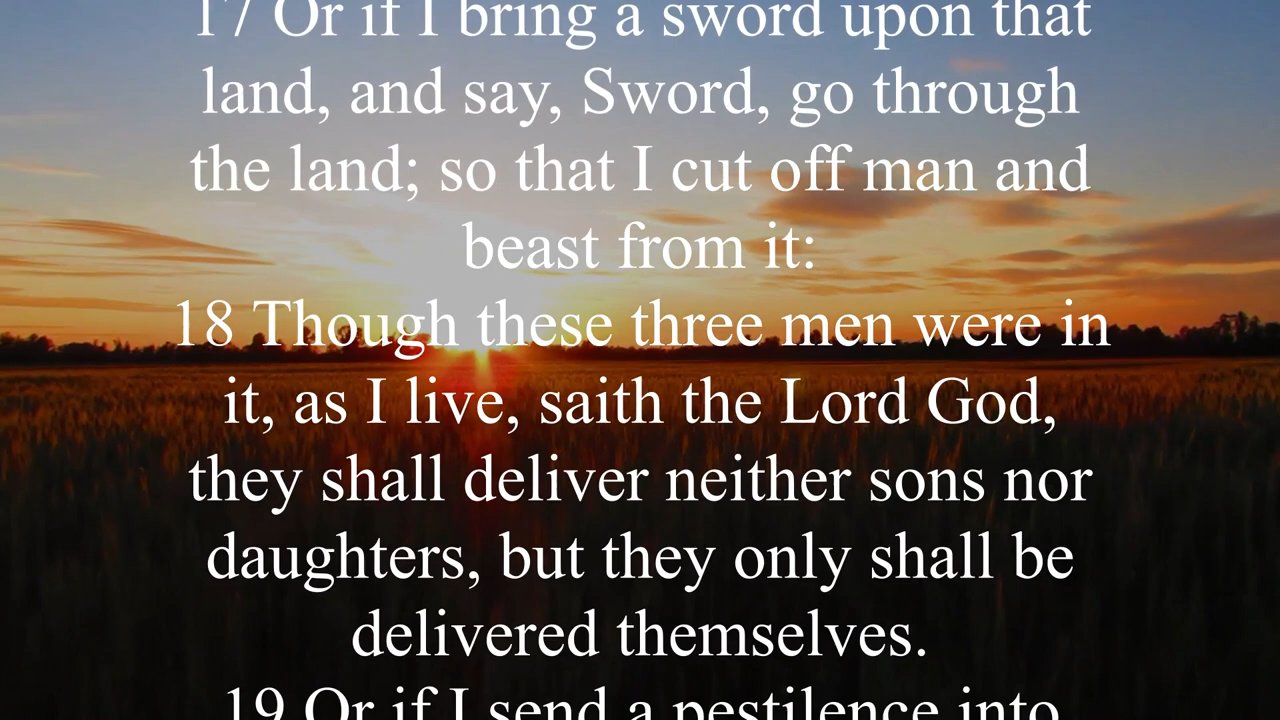 17 Or if I bring a sword upon that
land, and say, Sword, go through
the land; so that I cut off man and
beast from it:
18 Though these three men were in
it, as I live, saith the Lord God,
they shall deliver neither sons nor
daughters, but they only shall be
delivered themselves.
19 Or if I send a pestilence into